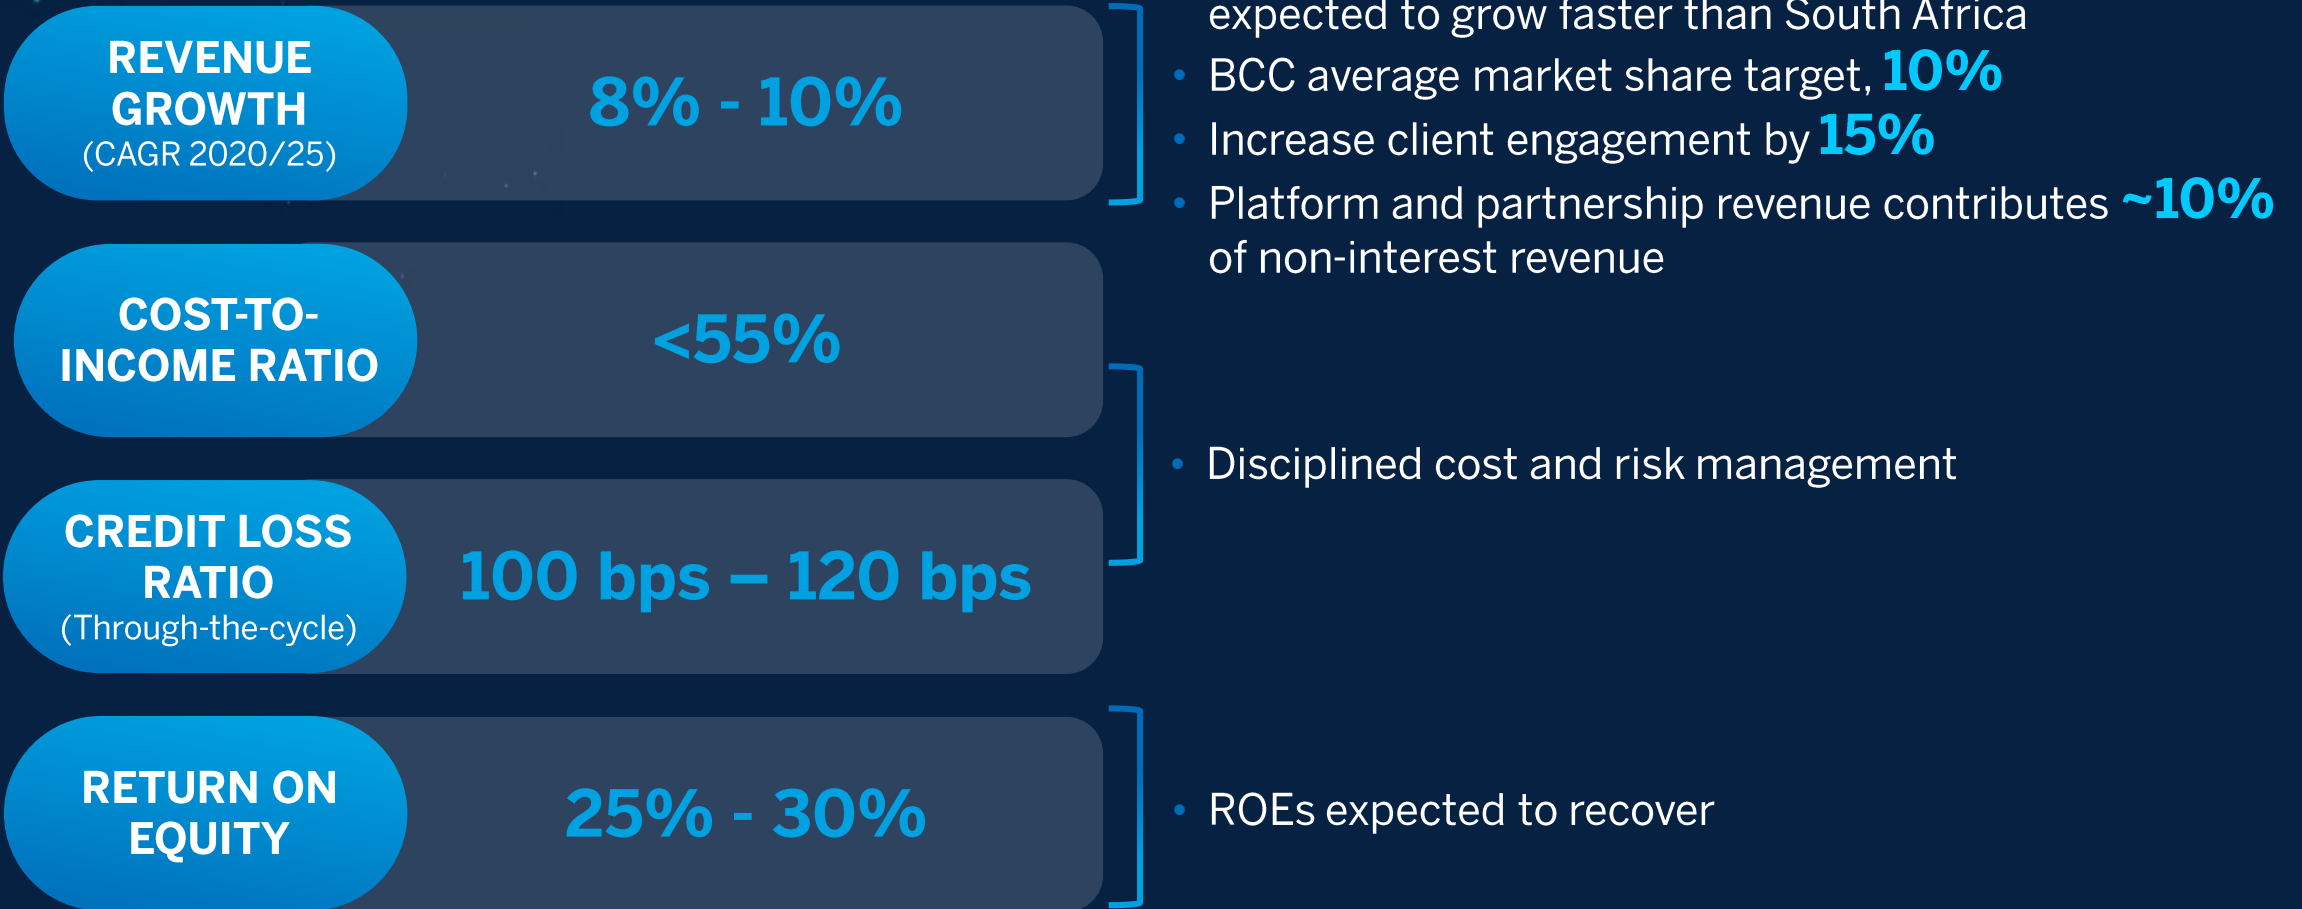 REVENUE
GROWTH
(CAGR 2020/25)
8% - 10%
expected to grow faster than South Africa
• BCC average market share target, 10%
• Increase client engagement by 15%
• Platform and partnership revenue contributes ~10%
of non-interest revenue
COST-TO-
INCOME RATIO
<55%
CREDIT LOSS
RATIO
(Through-the-cycle)
100 bps – 120 bps
• Disciplined cost and risk management
RETURN ON
EQUITY
25% - 30%
• ROEs expected to recover